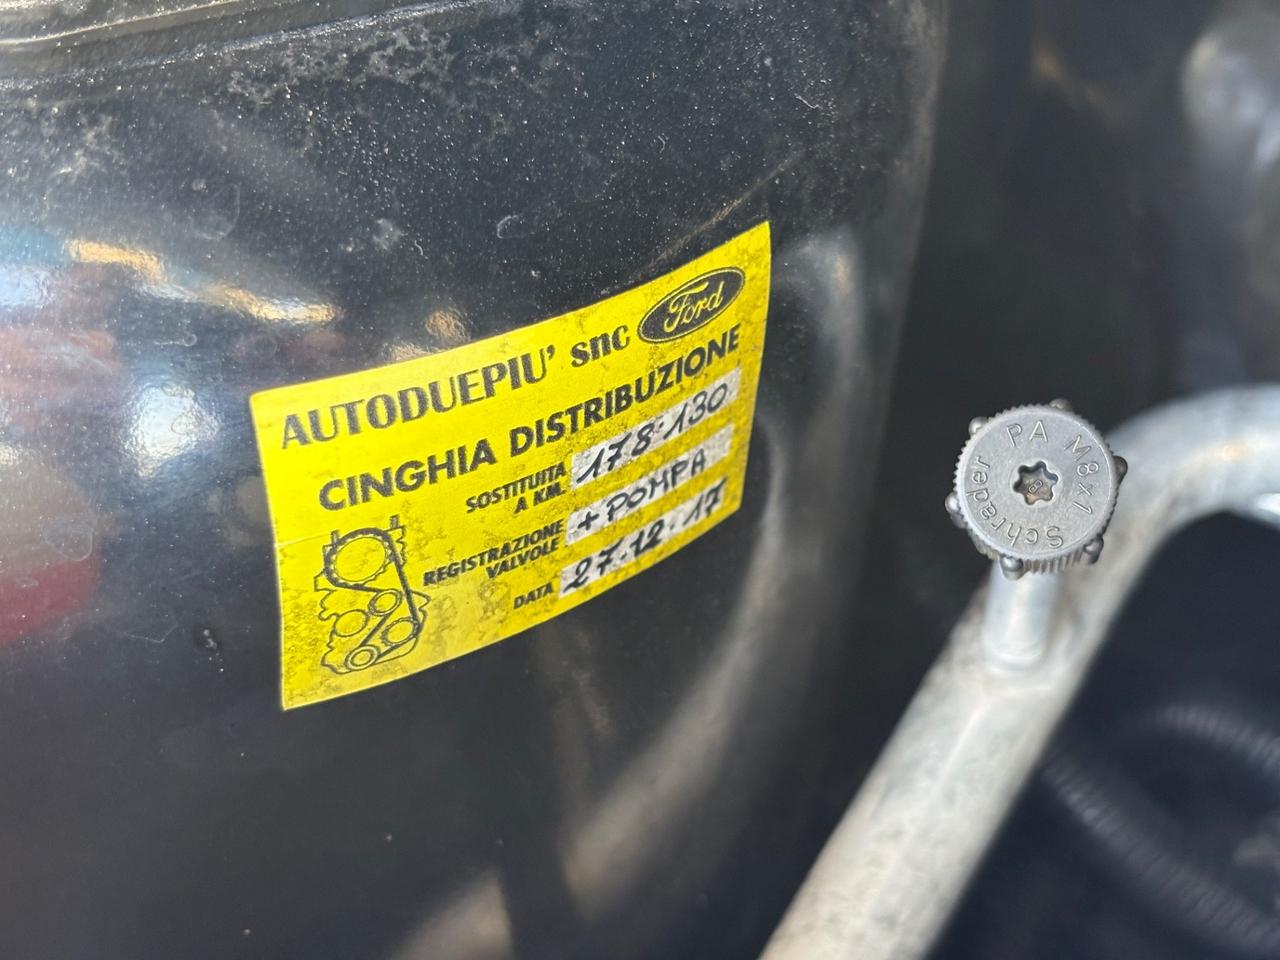 AUTODUEPIU' snc Ford
CINGHIA DISTRIBUZIONE
SOSTITUITA
A KM. 178.130
REGISTRAZIONE
VALVOLE + POMPA
DATA 27.12.17
PA M8x1 Schrader